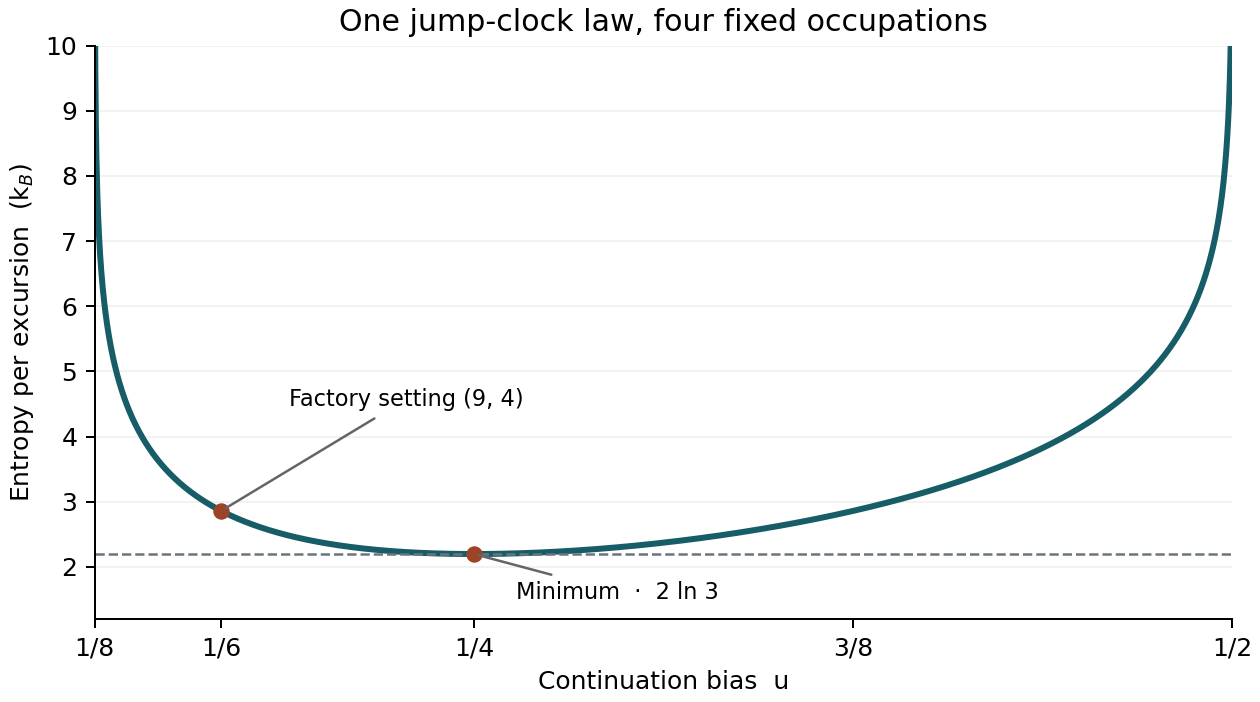 One jump-clock law, four fixed occupations
Entropy per excursion (k_B)
10
9
8
7
6
5
4
3
2
Factory setting (9, 4)
Minimum · 2 ln 3
1/8
1/6
1/4
3/8
1/2
Continuation bias u